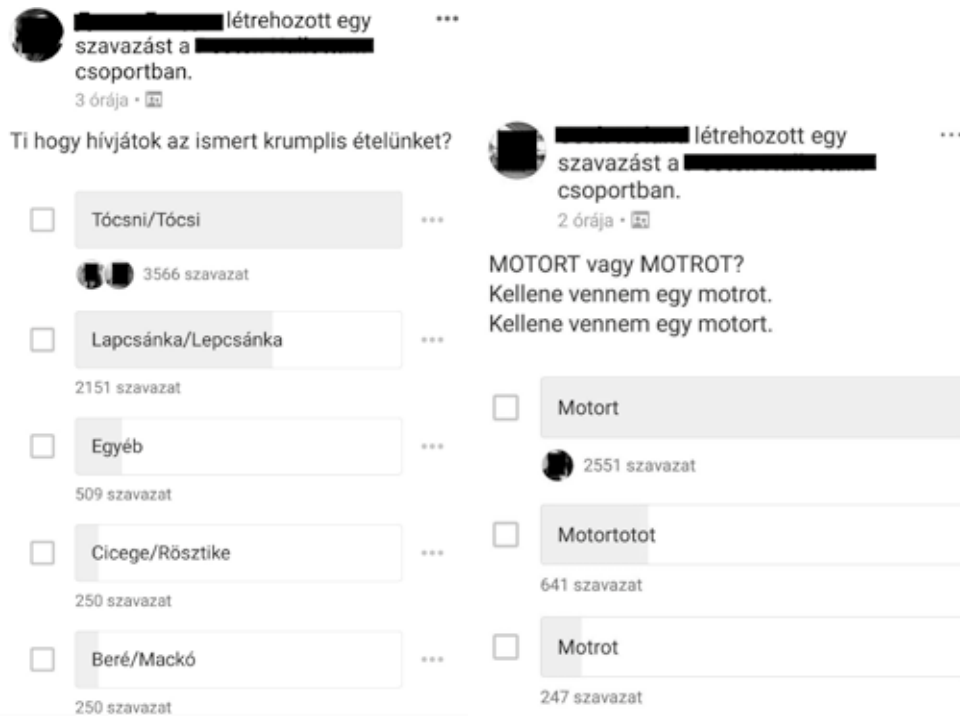 létrehozott egy
szavazást a
csoportban.
3 órája •
Ti hogy hívjátok az ismert krumplis ételünket?
Tócsni/Tócsi
3566 szavazat
Lapcsánka/Lepcsánka
2151 szavazat
Egyéb
509 szavazat
Cicege/Rösztike
250 szavazat
Beré/Mackó
250 szavazat
létrehozott egy
szavazást a
csoportban.
2 órája •
MOTORT vagy MOTROT?
Kellene vennem egy motrot.
Kellene vennem egy motort.
Motort
2551 szavazat
Motortotot
641 szavazat
Motrot
247 szavazat